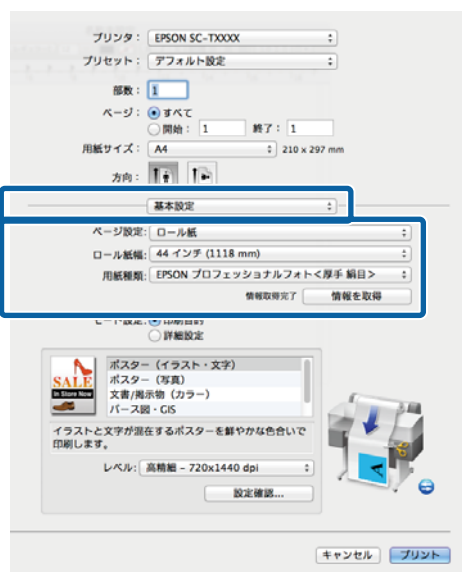 プリンタ： EPSON SC-TXXXX
プリセット： デフォルト設定
部数： 1
ページ： すべて
開始： 1 終了： 1
用紙サイズ： A4 210 x 297 mm
方向：
基本設定
ページ設定: ロール紙
ロール紙幅: 44 インチ (1118 mm)
用紙種類: EPSON プロフェッショナルフォト＜厚手 絹目＞
情報取得完了 情報を取得
モード設定: 印刷目的
詳細設定
SALE
In Store Now
ポスター（イラスト・文字）
ポスター（写真）
文書/掲示物（カラー）
パース図・GIS
イラストと文字が混在するポスターを鮮やかな色合いで
印刷します。
レベル: 高精細 – 720x1440 dpi
設定確認...
キャンセル プリント